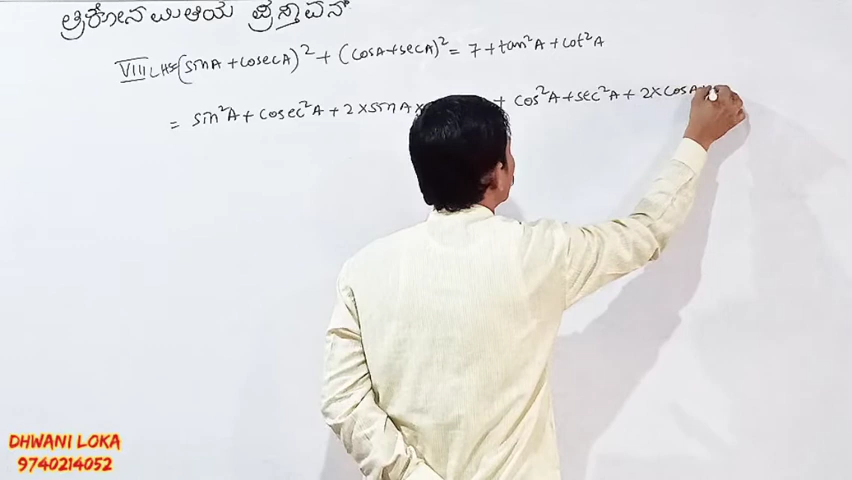 ತ್ರಿಕೋನಮಿತಿಯ ಪ್ರಸ್ತಾವನೆ
VIII LHS=(sinA+cosecA)²+(cosA+secA)²=7+tan²A+cot²A
= sin²A+cosec²A+2×sinA× + cos²A+sec²A+2×cosA×
DHWANI LOKA
9740214052